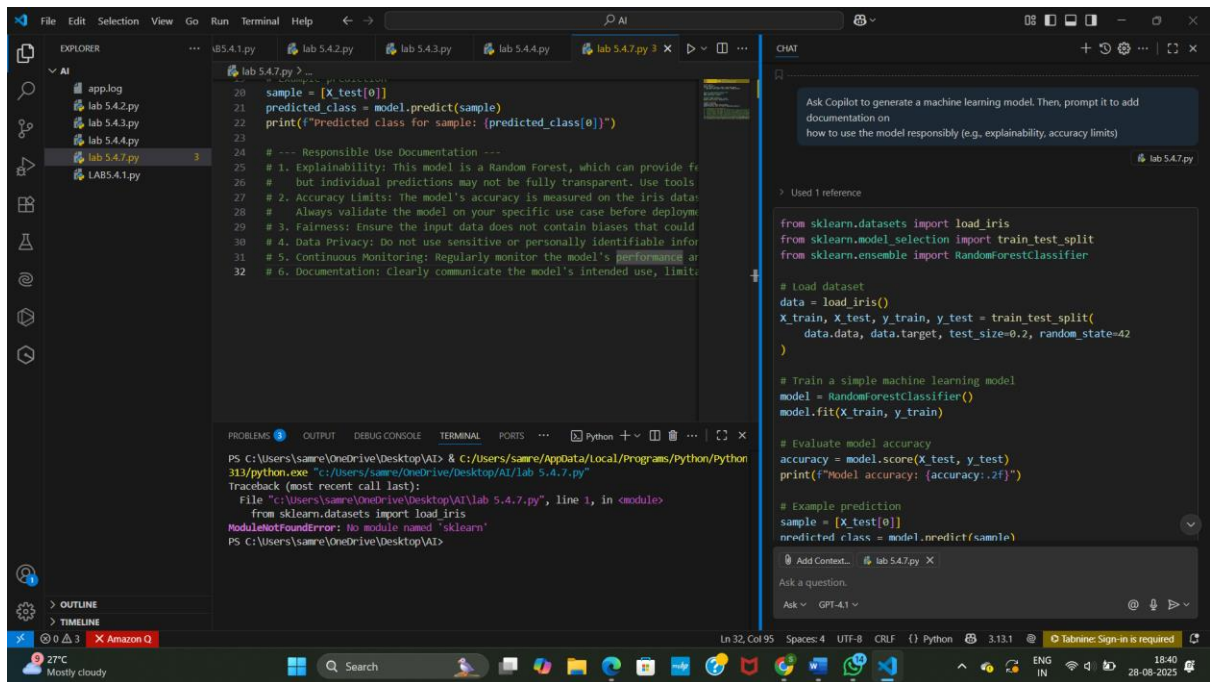 File Edit Selection View Go Run Terminal Help
AI
EXPLORER
AI
app.log
lab 5.4.2.py
lab 5.4.3.py
lab 5.4.4.py
lab 5.4.7.py 3
LAB5.4.1.py
OUTLINE
TIMELINE
AB5.4.1.py lab 5.4.2.py lab 5.4.3.py lab 5.4.4.py lab 5.4.7.py 3
lab 5.4.7.py > ...
19 # Example prediction
20 sample = [X_test[0]]
21 predicted_class = model.predict(sample)
22 print(f"Predicted class for sample: {predicted_class[0]}")
23
24 # --- Responsible Use Documentation ---
25 # 1. Explainability: This model is a Random Forest, which can provide fe
26 #    but individual predictions may not be fully transparent. Use tools
27 # 2. Accuracy Limits: The model's accuracy is measured on the iris datas
28 #    Always validate the model on your specific use case before deployme
29 # 3. Fairness: Ensure the input data does not contain biases that could
30 # 4. Data Privacy: Do not use sensitive or personally identifiable infor
31 # 5. Continuous Monitoring: Regularly monitor the model's performance an
32 # 6. Documentation: Clearly communicate the model's intended use, limita
PROBLEMS 3 OUTPUT DEBUG CONSOLE TERMINAL PORTS ... Python
PS C:\Users\samre\OneDrive\Desktop\AI> & C:/Users/samre/AppData/Local/Programs/Python/Python
313/python.exe "c:/Users/samre/OneDrive/Desktop/AI/lab 5.4.7.py"
Traceback (most recent call last):
  File "c:\Users\samre\OneDrive\Desktop\AI\lab 5.4.7.py", line 1, in <module>
    from sklearn.datasets import load_iris
ModuleNotFoundError: No module named 'sklearn'
PS C:\Users\samre\OneDrive\Desktop\AI>
CHAT
Ask Copilot to generate a machine learning model. Then, prompt it to add
documentation on
how to use the model responsibly (e.g., explainability, accuracy limits)
lab 5.4.7.py
> Used 1 reference
from sklearn.datasets import load_iris
from sklearn.model_selection import train_test_split
from sklearn.ensemble import RandomForestClassifier
# Load dataset
data = load_iris()
X_train, X_test, y_train, y_test = train_test_split(
    data.data, data.target, test_size=0.2, random_state=42
)
# Train a simple machine learning model
model = RandomForestClassifier()
model.fit(X_train, y_train)
# Evaluate model accuracy
accuracy = model.score(X_test, y_test)
print(f"Model accuracy: {accuracy:.2f}")
# Example prediction
sample = [X_test[0]]
predicted_class = model.predict(sample)
Add Context... lab 5.4.7.py
Ask a question.
Ask GPT-4.1
0 3 Amazon Q Ln 32, Col 95 Spaces: 4 UTF-8 CRLF {} Python 3.13.1 Tabnine: Sign-in is required
9 27°C
Mostly cloudy
Search
14
ENG
IN
18:40
28-08-2025